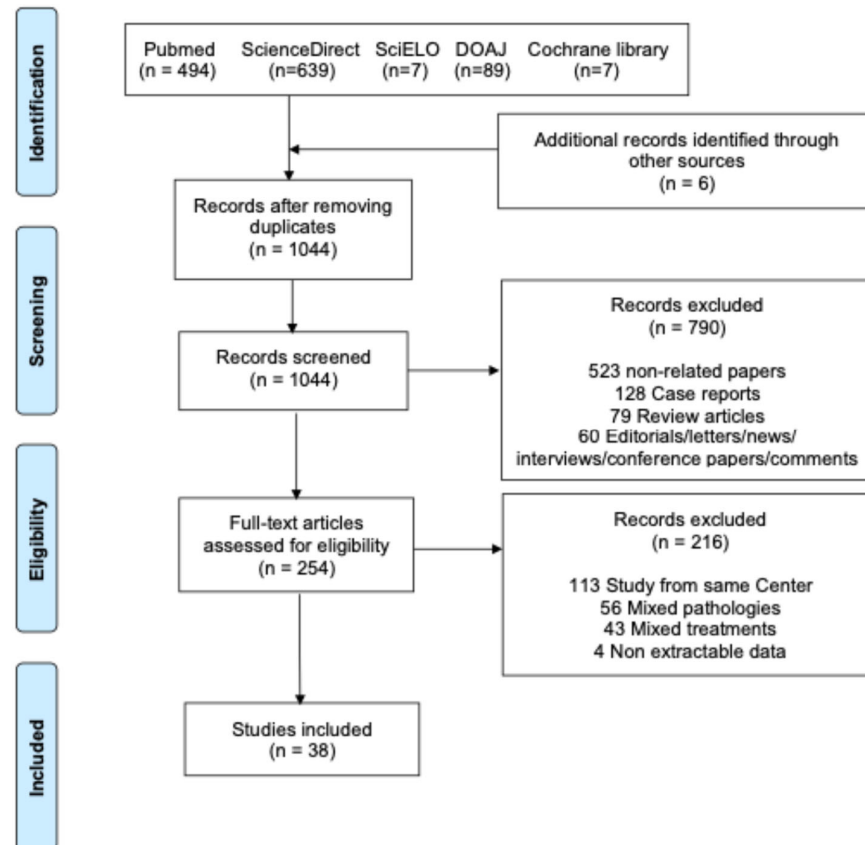 Identification
Pubmed ScienceDirect SciELO DOAJ Cochrane library
(n = 494) (n=639) (n=7) (n=89) (n=7)
Additional records identified through
other sources
(n = 6)
Records after removing
duplicates
(n = 1044)
Screening
Records screened
(n = 1044)
Records excluded
(n = 790)
523 non-related papers
128 Case reports
79 Review articles
60 Editorials/letters/news/
interviews/conference papers/comments
Eligibility
Full-text articles
assessed for eligibility
(n = 254)
Records excluded
(n = 216)
113 Study from same Center
56 Mixed pathologies
43 Mixed treatments
4 Non extractable data
Included
Studies included
(n = 38)